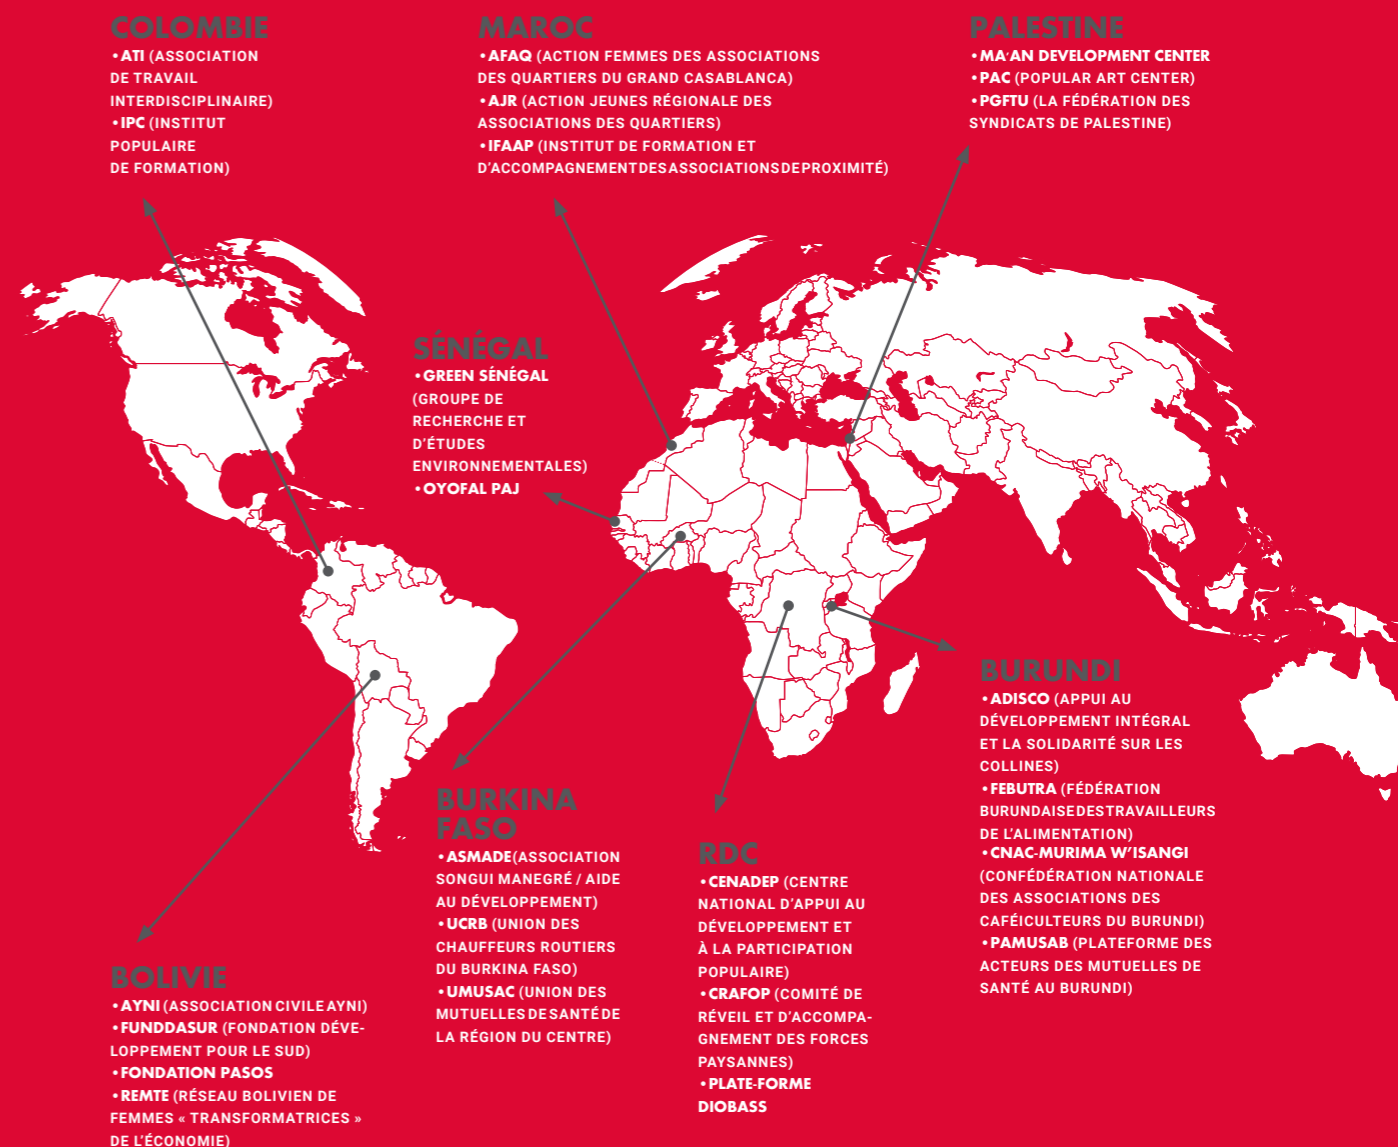 COLOMBIE
•ATI (ASSOCIATION
DE TRAVAIL
INTERDISCIPLINAIRE)
•IPC (INSTITUT
POPULAIRE
DE FORMATION)
MAROC
•AFAQ (ACTION FEMMES DES ASSOCIATIONS
DES QUARTIERS DU GRAND CASABLANCA)
•AJR (ACTION JEUNES RÉGIONALE DES
ASSOCIATIONS DES QUARTIERS)
•IFAAP (INSTITUT DE FORMATION ET
D'ACCOMPAGNEMENT DES ASSOCIATIONS DE PROXIMITÉ)
PALESTINE
•MA'AN DEVELOPMENT CENTER
•PAC (POPULAR ART CENTER)
•PGFTU (LA FÉDÉRATION DES
SYNDICATS DE PALESTINE)
SÉNÉGAL
•GREEN SÉNÉGAL
(GROUPE DE
RECHERCHE ET
D'ÉTUDES
ENVIRONNEMENTALES)
•OYOFAL PAJ
BURUNDI
•ADISCO (APPUI AU
DÉVELOPPEMENT INTÉGRAL
ET LA SOLIDARITÉ SUR LES
COLLINES)
•FEBUTRA (FÉDÉRATION
BURUNDAISE DES TRAVAILLEURS
DE L'ALIMENTATION)
•CNAC-MURIMA W'ISANGI
(CONFÉDÉRATION NATIONALE
DES ASSOCIATIONS DES
CAFÉICULTEURS DU BURUNDI)
•PAMUSAB (PLATEFORME DES
ACTEURS DES MUTUELLES DE
SANTÉ AU BURUNDI)
BURKINA
FASO
•ASMADE (ASSOCIATION
SONGUI MANEGRÉ / AIDE
AU DÉVELOPPEMENT)
•UCRB (UNION DES
CHAUFFEURS ROUTIERS
DU BURKINA FASO)
•UMUSAC (UNION DES
MUTUELLES DE SANTÉ DE
LA RÉGION DU CENTRE)
RDC
•CENADEP (CENTRE
NATIONAL D'APPUI AU
DÉVELOPPEMENT ET
À LA PARTICIPATION
POPULAIRE)
•CRAFOP (COMITÉ DE
RÉVEIL ET D'ACCOMPA-
GNEMENT DES FORCES
PAYSANNES)
•PLATE-FORME
DIOBASS
BOLIVIE
•AYNI (ASSOCIATION CIVILE AYNI)
•FUNDDASUR (FONDATION DÉVE-
LOPPEMENT POUR LE SUD)
•FONDATION PASOS
•REMTE (RÉSEAU BOLIVIEN DE
FEMMES « TRANSFORMATRICES »
DE L'ÉCONOMIE)